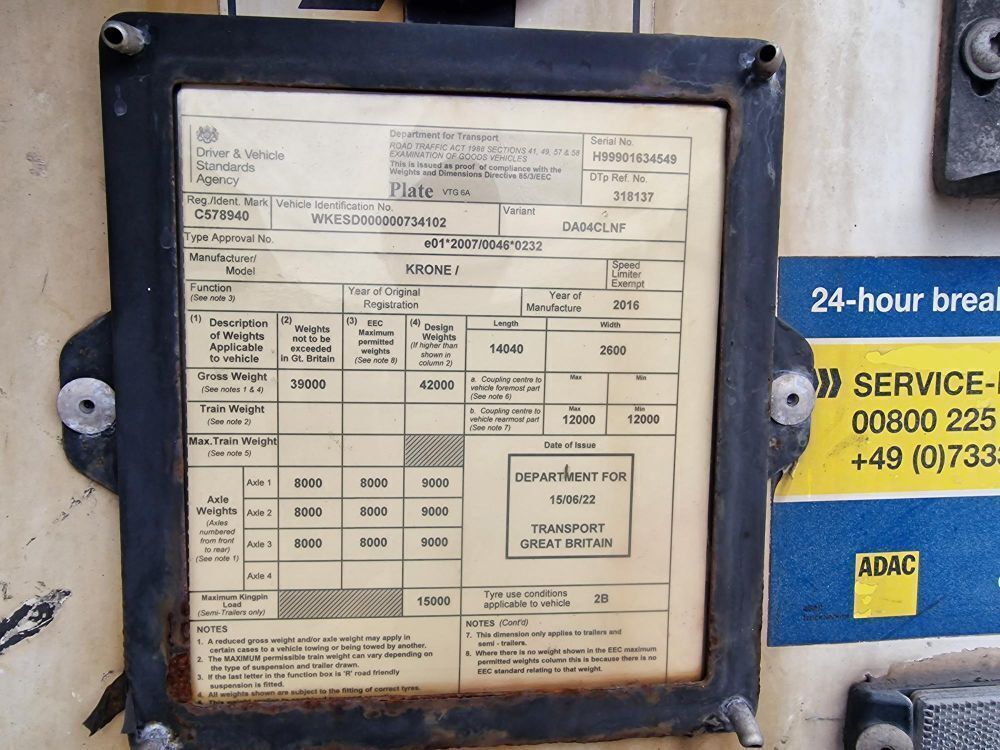 Driver & Vehicle
Standards
Agency
Department for Transport
ROAD TRAFFIC ACT 1988 SECTIONS 41, 49, 57 & 58
EXAMINATION OF GOODS VEHICLES
This is issued as proof of compliance with the
Weights and Dimensions Directive 85/3/EEC
Plate VTG 6A
Serial No.
H99901634549
DTp Ref. No.
318137
Reg./Ident. Mark
C578940
Vehicle Identification No.
WKESD000000734102
Variant
DA04CLNF
Type Approval No.
e01*2007/0046*0232
Manufacturer/
Model
KRONE /
Speed
Limiter
Exempt
Function
(See note 3)
Year of Original
Registration
Year of
Manufacture
2016
(1) Description
of Weights
Applicable
to vehicle
(2) Weights
not to be
exceeded
in Gt. Britain
(3) EEC
Maximum
permitted
weights
(See note 8)
(4) Design
Weights
(If higher than
shown in
column 2)
Length
14040
Width
2600
Gross Weight
(See notes 1 & 4)
39000
42000
a. Coupling centre to
vehicle foremost part
(See note 6)
Max
Min
Train Weight
(See note 2)
b. Coupling centre to
vehicle rearmost part
(See note 7)
Max
12000
Min
12000
Max.Train Weight
(See note 5)
Date of Issue
DEPARTMENT FOR
15/06/22
TRANSPORT
GREAT BRITAIN
Axle
Weights
(Axles
numbered
from front
to rear)
(See note 1)
Axle 1
8000
8000
9000
Axle 2
8000
8000
9000
Axle 3
8000
8000
9000
Axle 4
Maximum Kingpin
Load
(Semi-Trailers only)
15000
Tyre use conditions
applicable to vehicle
2B
NOTES
1. A reduced gross weight and/or axle weight may apply in
certain cases to a vehicle towing or being towed by another.
2. The MAXIMUM permissible train weight can vary depending on
the type of suspension and trailer drawn.
3. If the last letter in the function box is 'R' road friendly
suspension is fitted.
4. All weights shown are subject to the fitting of correct tyres.
NOTES (Cont'd)
7. This dimension only applies to trailers and
semi - trailers.
8. Where there is no weight shown in the EEC maximum
permitted weights column this is because there is no
EEC standard relating to that weight.
24-hour break
SERVICE-
00800 225
+49 (0)733
ADAC